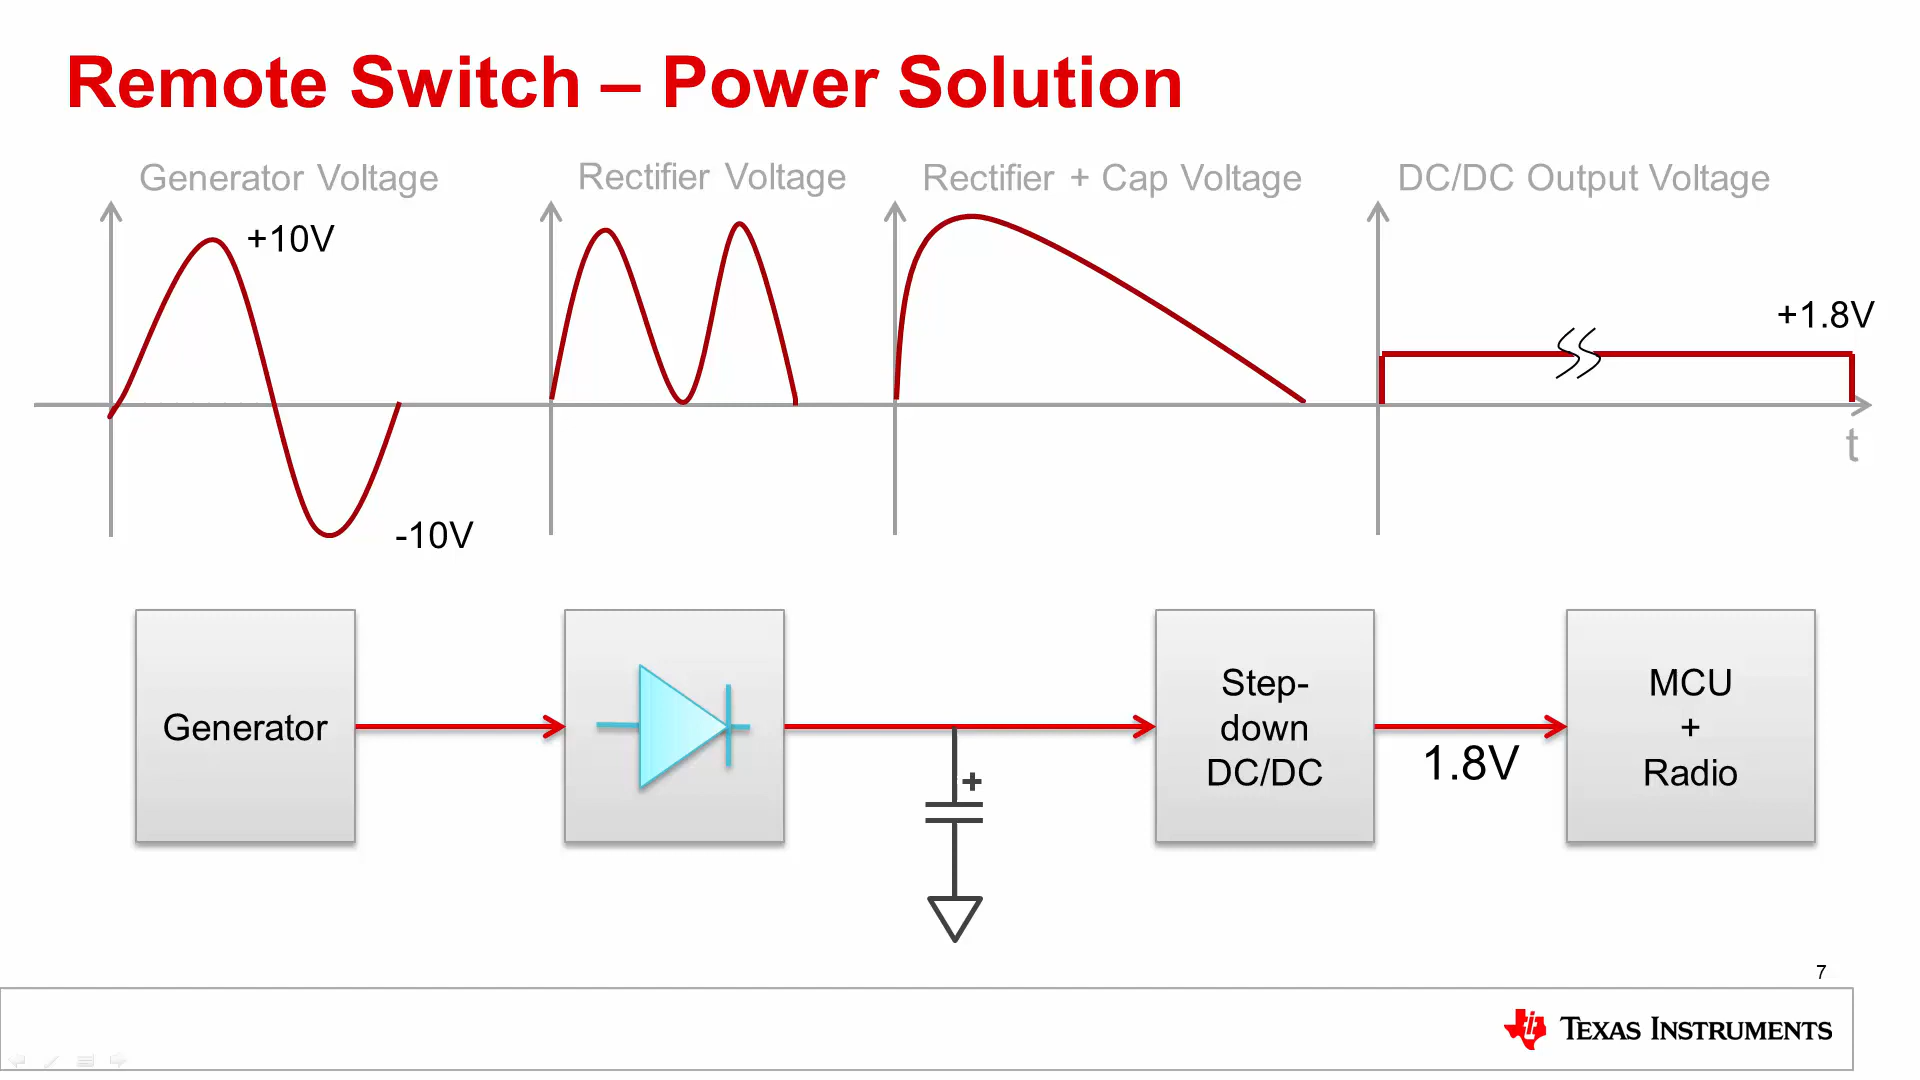 Remote Switch – Power Solution
Generator Voltage
Rectifier Voltage
Rectifier + Cap Voltage
DC/DC Output Voltage
+10V
-10V
+1.8V
t
Generator
+
Step-
down
DC/DC
1.8V
MCU
+
Radio
7
TEXAS INSTRUMENTS